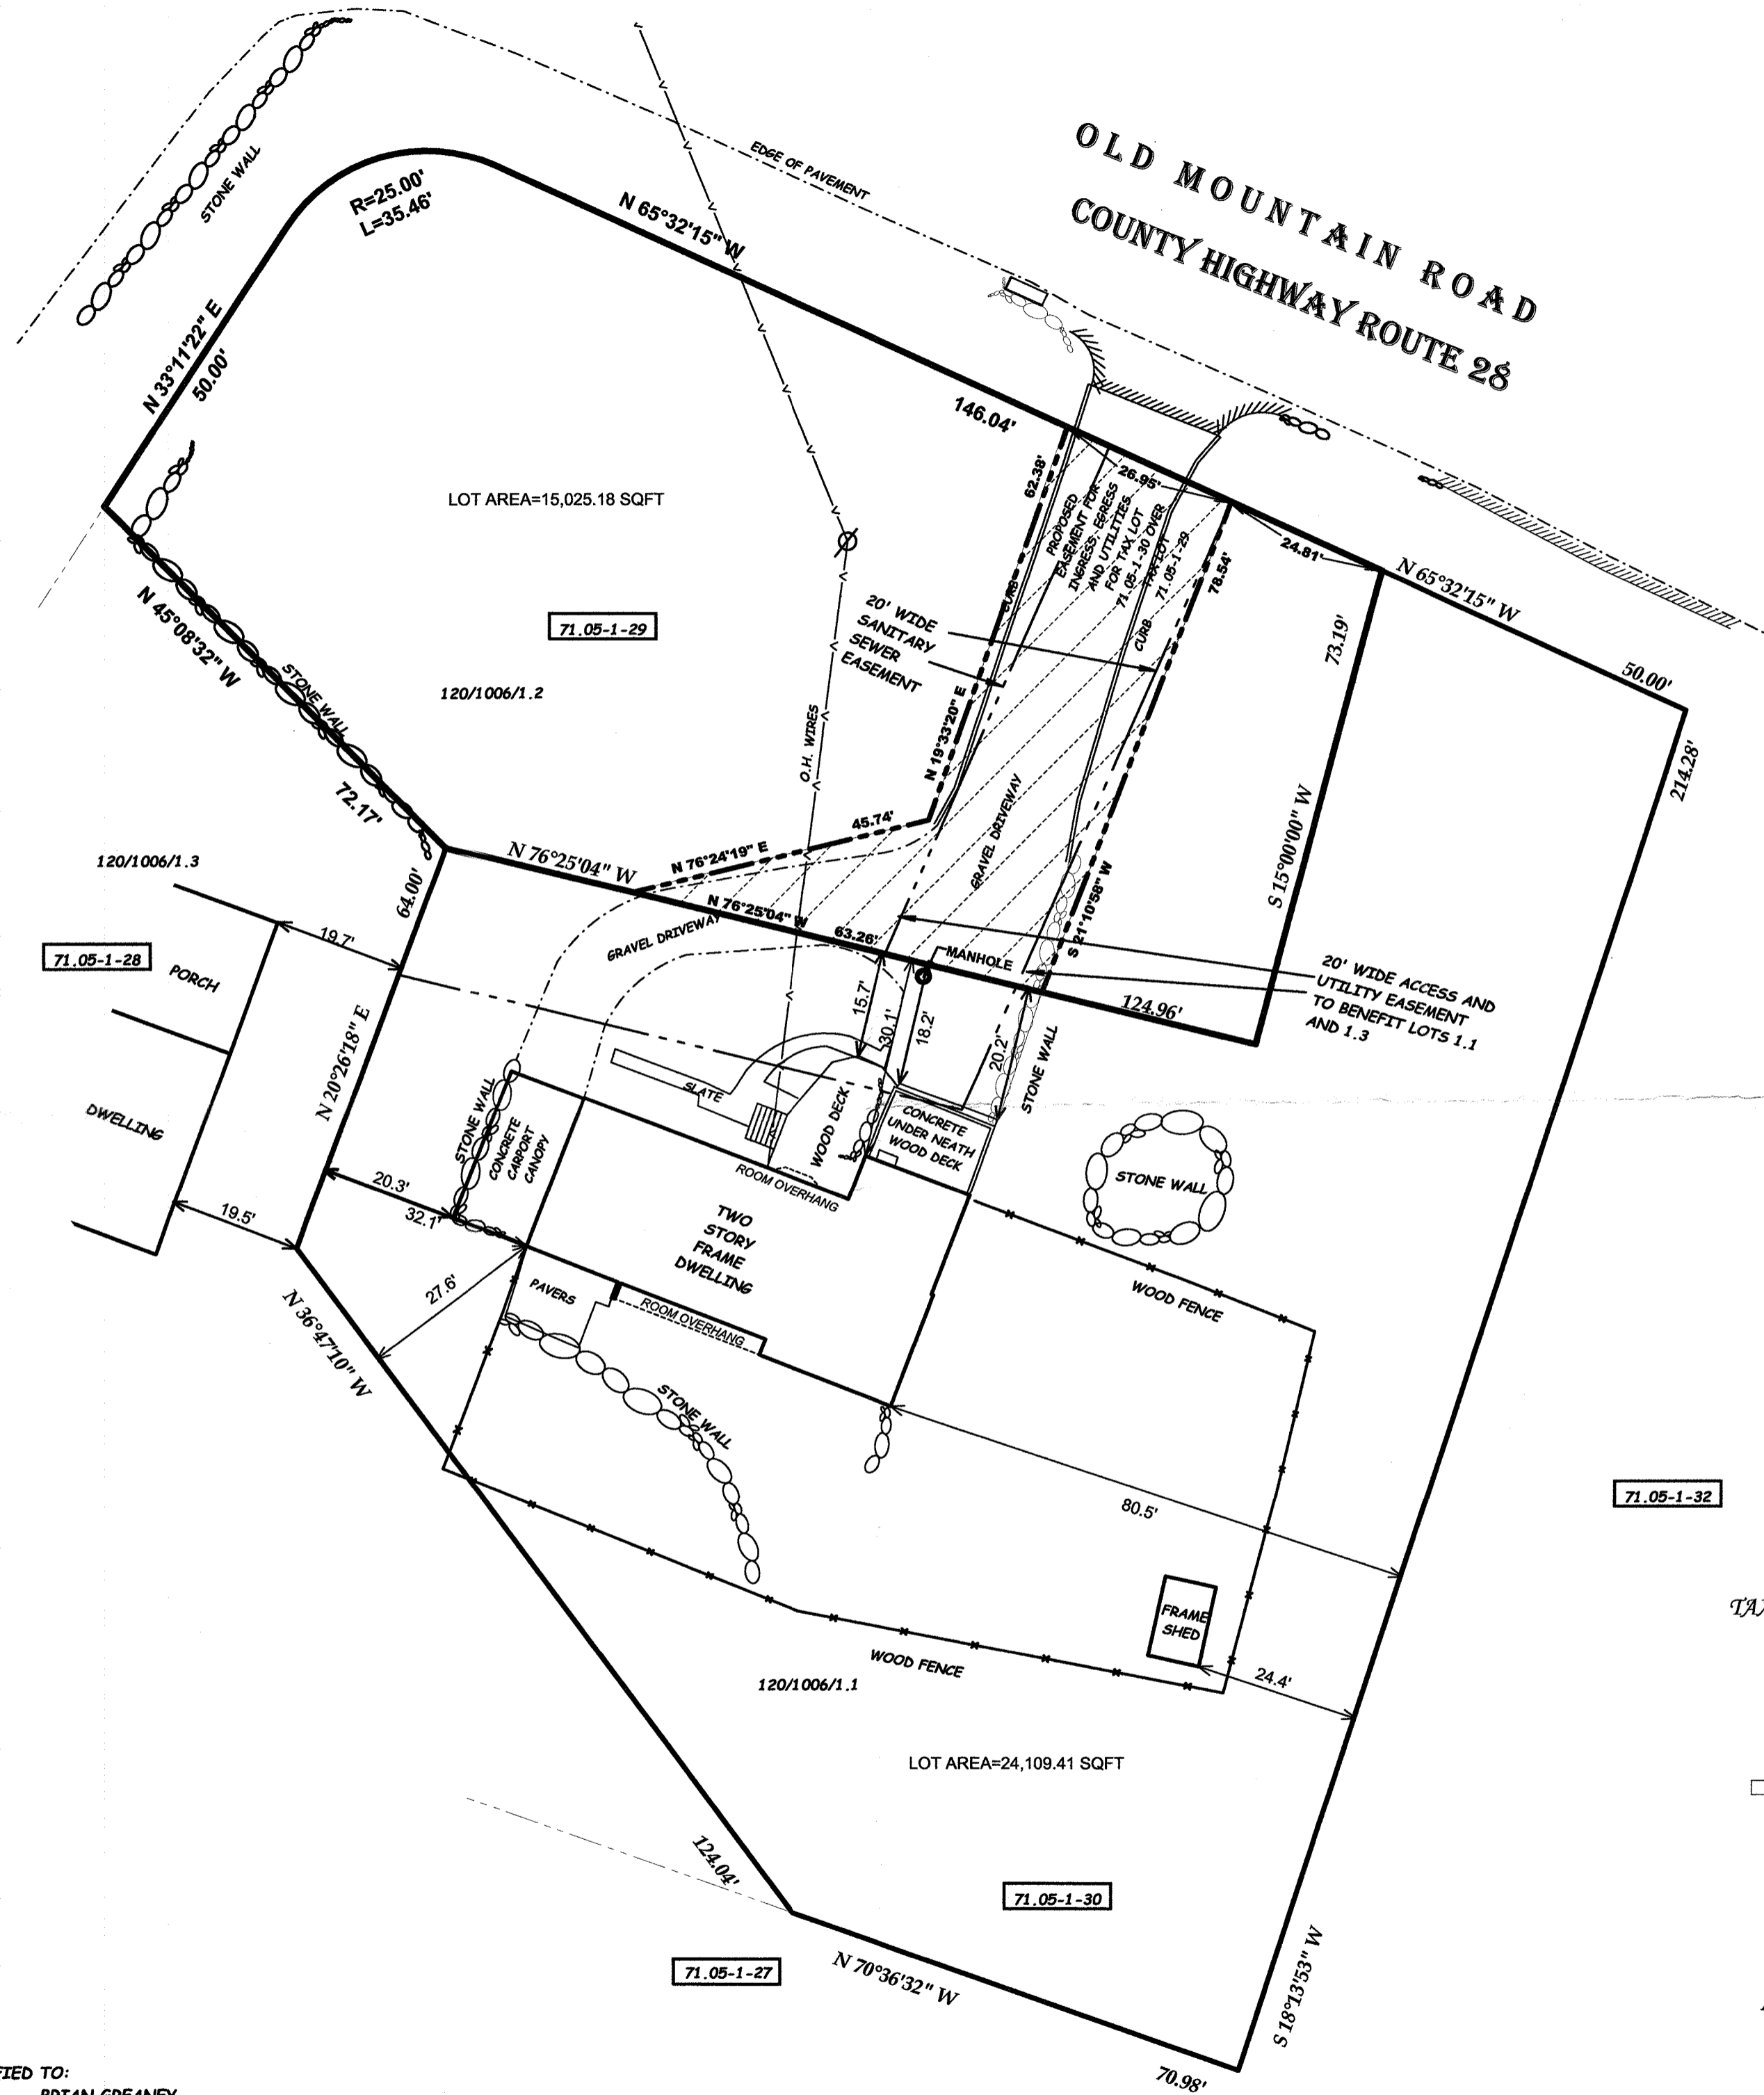 OLD MOUNTAIN ROAD
COUNTY HIGHWAY ROUTE 28
EDGE OF PAVEMENT
STONE WALL
R=25.00'
L=35.46'
N 65°32'15" W
146.04'
N 33°11'22" E
50.00'
LOT AREA=15,025.18 SQFT
71.05-1-29
120/1006/1.2
N 45°08'32" W
STONE WALL
72.17'
O.H. WIRES
62.38'
26.95'
24.81'
PROPOSED
EASEMENT FOR
INGRESS, EGRESS
AND UTILITIES
FOR TAX LOT
71.05-1-30 OVER
TAX LOT
71.05-1-29
CURB
CURB
78.54'
N 65°32'15" W
50.00'
73.19'
214.28'
20' WIDE
SANITARY
SEWER
EASEMENT
N 19°33'20" E
GRAVEL DRIVEWAY
S 15°00'00" W
45.74'
N 76°24'19" E
N 76°25'04" W
N 76°25'04" W
63.26'
S 21°10'58" W
GRAVEL DRIVEWAY
MANHOLE
124.96'
20' WIDE ACCESS AND
UTILITY EASEMENT
TO BENEFIT LOTS 1.1
AND 1.3
120/1006/1.3
64.00'
71.05-1-28
19.7'
PORCH
DWELLING
N 20°26'18" E
15.7'
30.1'
18.2'
20.2'
STONE WALL
SLATE
WOOD DECK
CONCRETE
UNDER NEATH
WOOD DECK
STONE WALL
CONCRETE
CARPORT
CANOPY
STONE WALL
ROOM OVERHANG
20.3'
32.1'
19.5'
TWO
STORY
FRAME
DWELLING
27.6'
PAVERS
ROOM OVERHANG
WOOD FENCE
N 36°47'10" W
STONE WALL
80.5'
71.05-1-32
FRAME
SHED
WOOD FENCE
24.4'
120/1006/1.1
LOT AREA=24,109.41 SQFT
124.04'
71.05-1-30
71.05-1-27
N 70°36'32" W
S 18°13'53" W
70.98'
FIED TO:
BRIAN GREANEY